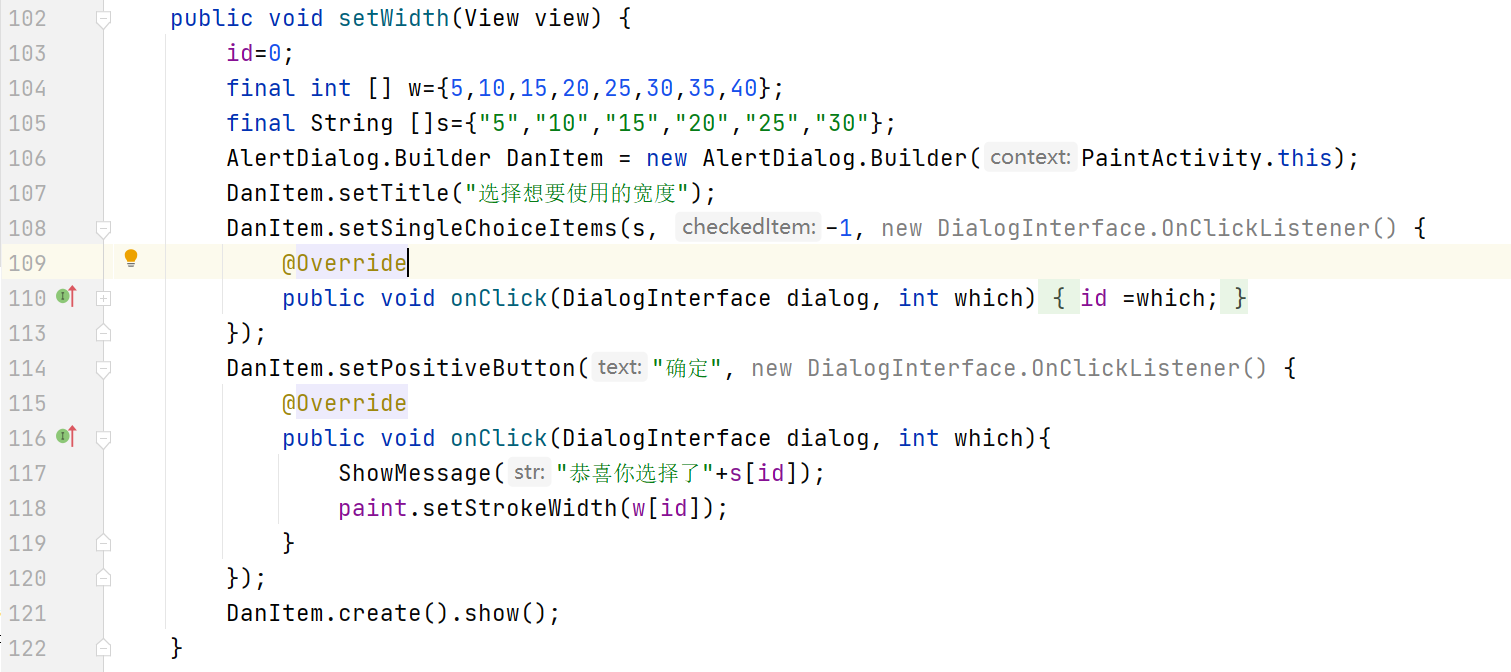 102 public void setWidth(View view) {
103 id=0;
104 final int [] w={5,10,15,20,25,30,35,40};
105 final String []s={"5","10","15","20","25","30"};
106 AlertDialog.Builder DanItem = new AlertDialog.Builder( context: PaintActivity.this);
107 DanItem.setTitle("选择想要使用的宽度");
108 DanItem.setSingleChoiceItems(s, checkedItem: -1, new DialogInterface.OnClickListener() {
109 @Override
110 public void onClick(DialogInterface dialog, int which) { id =which; }
113 });
114 DanItem.setPositiveButton( text: "确定", new DialogInterface.OnClickListener() {
115 @Override
116 public void onClick(DialogInterface dialog, int which){
117 ShowMessage( str: "恭喜你选择了"+s[id]);
118 paint.setStrokeWidth(w[id]);
119 }
120 });
121 DanItem.create().show();
122 }